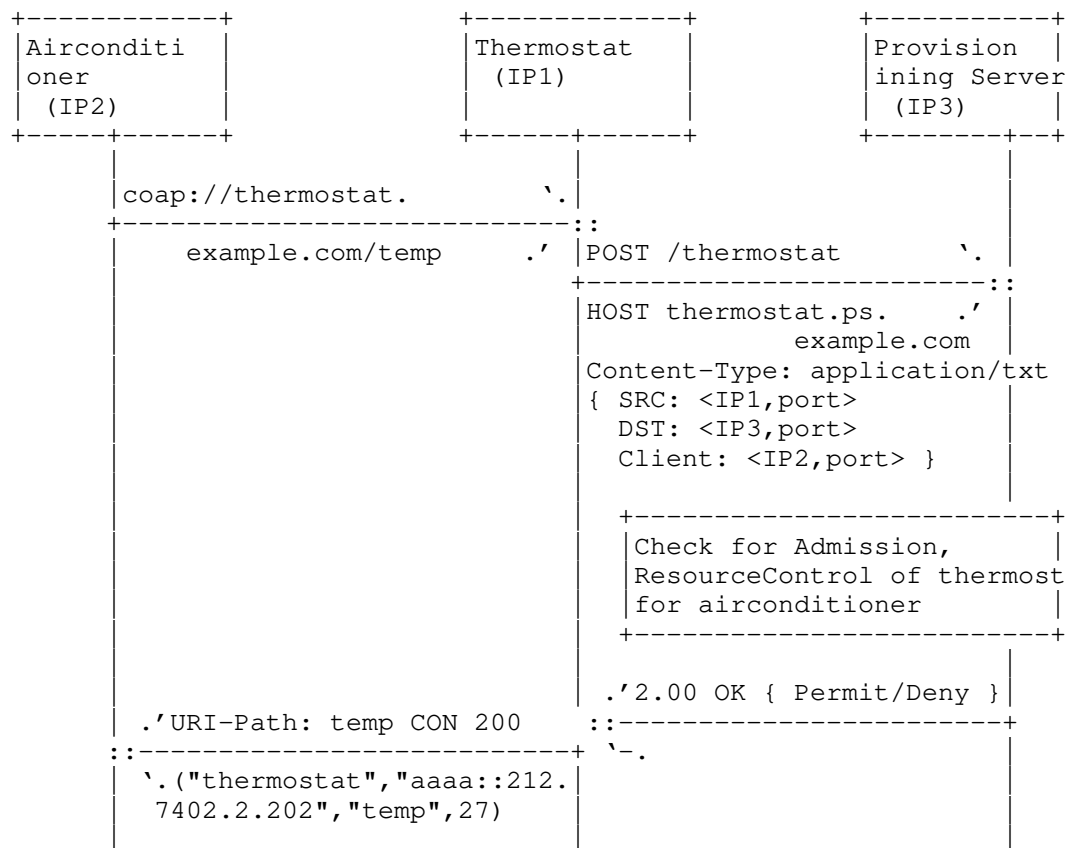 Airconditi Thermostat Provision
oner (IP1) ining Server
(IP2) (IP3)
coap://thermostat.
example.com/temp POST /thermostat
HOST thermostat.ps.
example.com
Content-Type: application/txt
{ SRC: <IP1,port>
DST: <IP3,port>
Client: <IP2,port> }
Check for Admission,
ResourceControl of thermost
for airconditioner
2.00 OK { Permit/Deny }
URI-Path: temp CON 200
("thermostat","aaaa::212.
7402.2.202","temp",27)